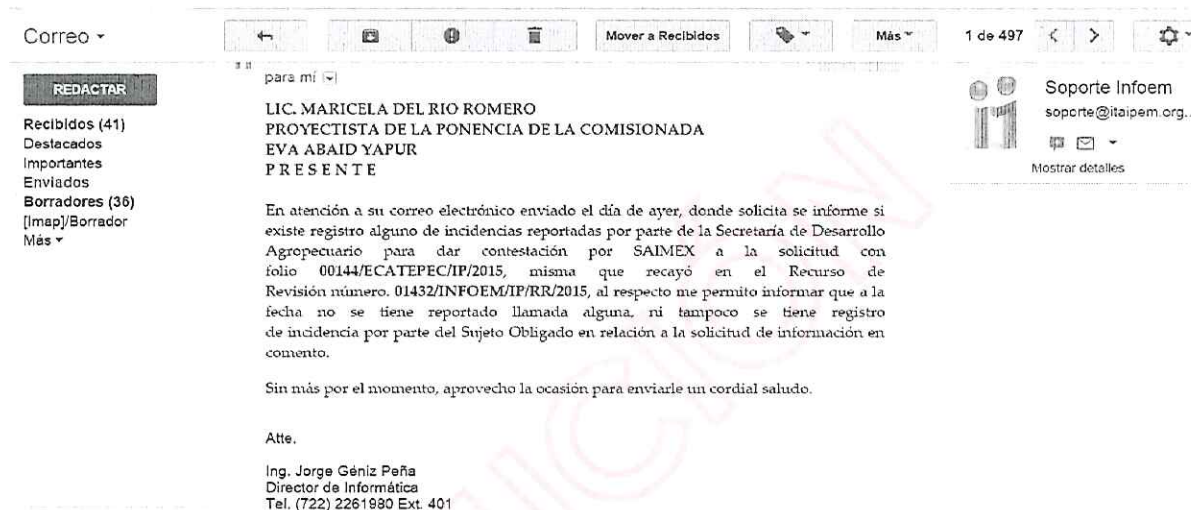 Correo
Mover a Recibidos
Más
1 de 497
REDACTAR
Recibidos (41)
Destacados
Importantes
Enviados
Borradores (36)
[Imap]/Borrador
Más
para mí
LIC. MARICELA DEL RIO ROMERO
PROYECTISTA DE LA PONENCIA DE LA COMISIONADA
EVA ABAID YAPUR
P R E S E N T E
En atención a su correo electrónico enviado el día de ayer, donde solicita se informe si
existe registro alguno de incidencias reportadas por parte de la Secretaría de Desarrollo
Agropecuario para dar contestación por SAIMEX a la solicitud con
folio 00144/ECATEPEC/IP/2015, misma que recayó en el Recurso de
Revisión número. 01432/INFOEM/IP/RR/2015, al respecto me permito informar que a la
fecha no se tiene reportado llamada alguna, ni tampoco se tiene registro
de incidencia por parte del Sujeto Obligado en relación a la solicitud de información en
comento.
Sin más por el momento, aprovecho la ocasión para enviarle un cordial saludo.
Atte.
Ing. Jorge Géniz Peña
Director de Informática
Tel. (722) 2261980 Ext. 401
Soporte Infoem
soporte@itaipem.org...
Mostrar detalles